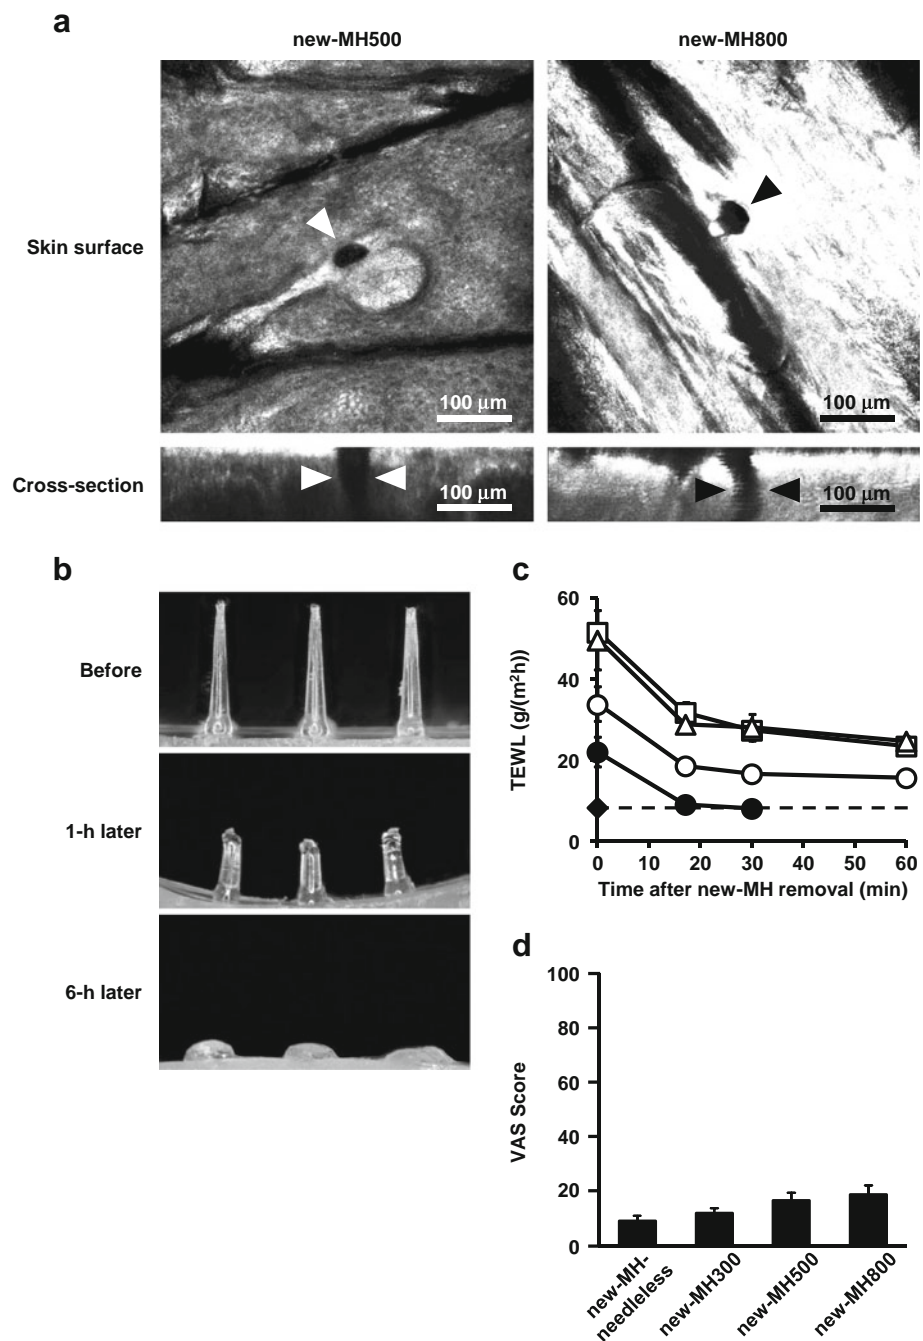 a
new-MH500
new-MH800
Skin surface
100 μm
100 μm
Cross-section
100 μm
100 μm
b
Before
1-h later
6-h later
c
TEWL (g/(m²h))
60
40
20
0
0 10 20 30 40 50 60
Time after new-MH removal (min)
d
VAS Score
100
80
60
40
20
0
new-MH-
needleless
new-MH300
new-MH500
new-MH800